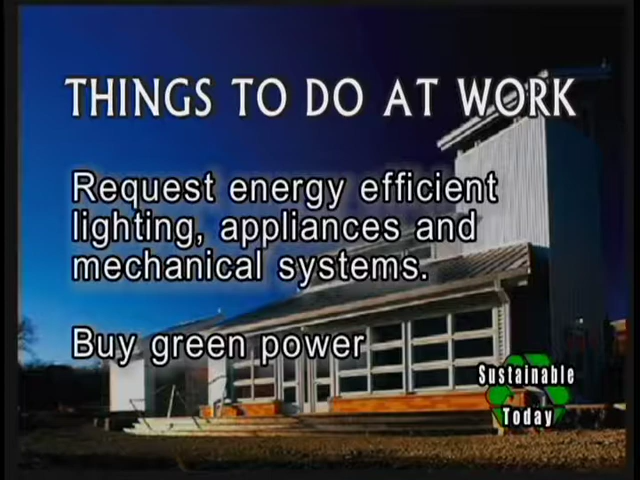 THINGS TO DO AT WORK
Request energy efficient
lighting, appliances and
mechanical systems.
Buy green power
Sustainable
Today